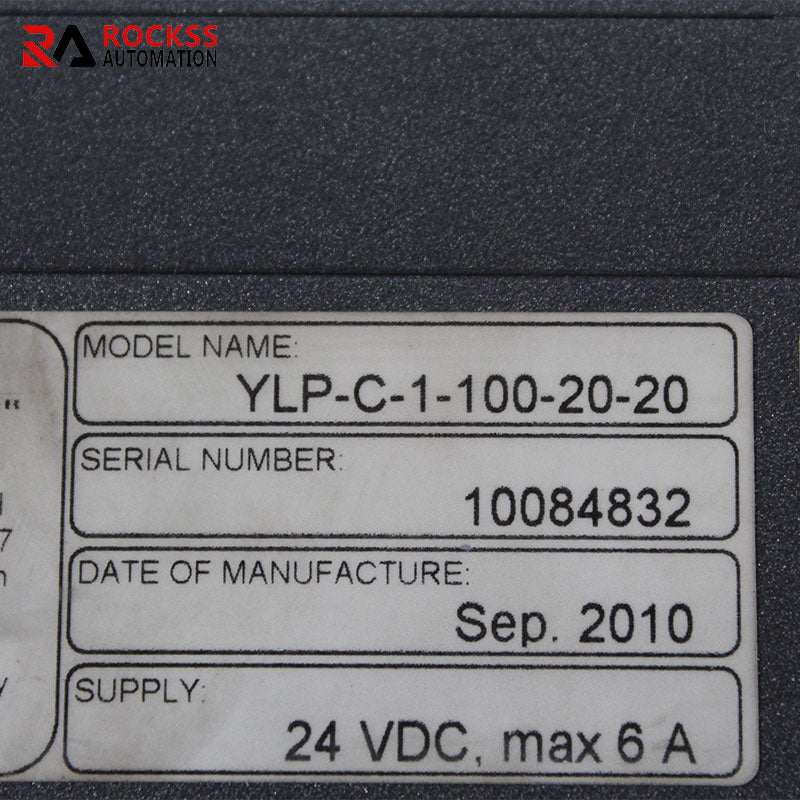 RA ROCKSS
AUTOMATION
MODEL NAME:
YLP-C-1-100-20-20
SERIAL NUMBER:
10084832
7
DATE OF MANUFACTURE:
Sep. 2010
SUPPLY:
24 VDC, max 6 A